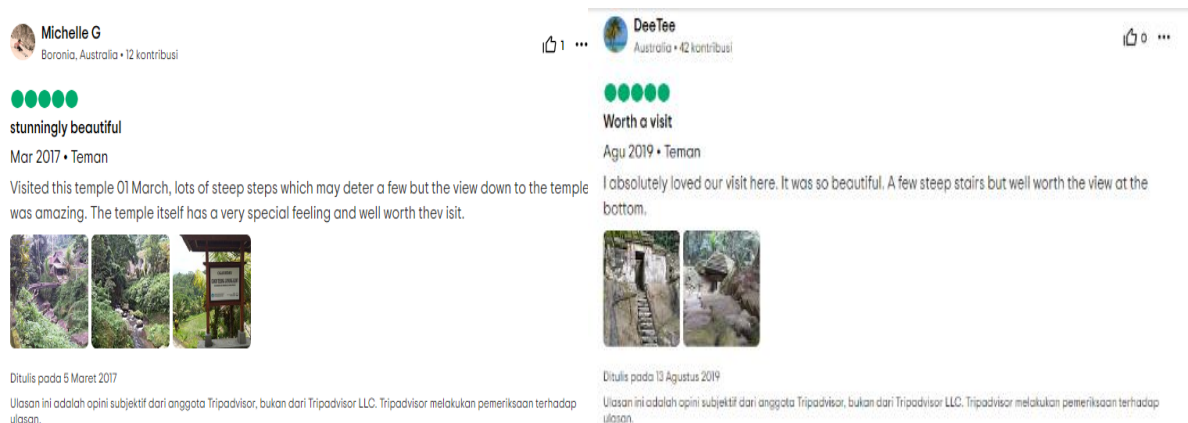 Michelle G
Boronia, Australia • 12 kontribusi
1
stunningly beautiful
Mar 2017 • Teman
Visited this temple 01 March, lots of steep steps which may deter a few but the view down to the temple
was amazing. The temple itself has a very special feeling and well worth thev isit.
Ditulis pada 5 Maret 2017
Ulasan ini adalah opini subjektif dari anggota Tripadvisor, bukan dari Tripadvisor LLC. Tripadvisor melakukan pemeriksaan terhadap
ulasan.
DeeTee
Australia • 42 kontribusi
0
Worth a visit
Agu 2019 • Teman
I absolutely loved our visit here. It was so beautiful. A few steep stairs but well worth the view at the
bottom.
Ditulis pada 13 Agustus 2019
Ulasan ini adalah opini subjektif dari anggota Tripadvisor, bukan dari Tripadvisor LLC. Tripadvisor melakukan pemeriksaan terhadap
ulasan.